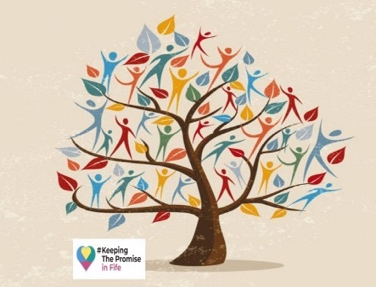 #Keeping
The Promise
in Fife